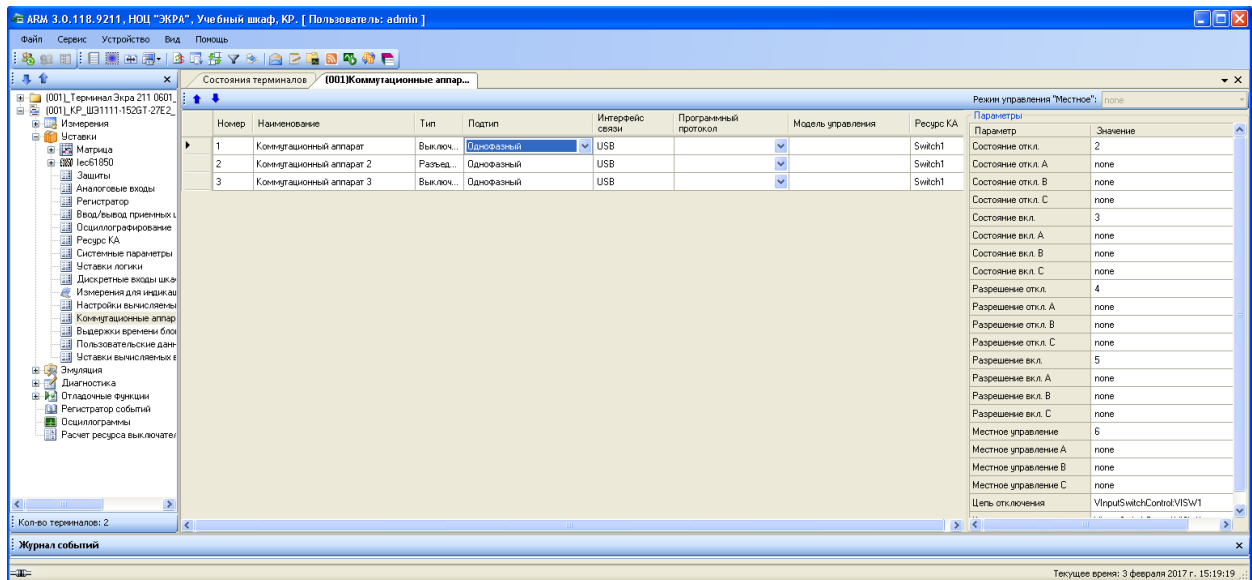 ARM 3.0.118.9211, НОЦ "ЭКРА", Учебный шкаф, КР. [ Пользователь: admin ]
Файл Сервис Устройство Вид Помощь
Состояния терминалов (001)Коммутационные аппар...
Режим управления "Местное": none
(001)_Терминал Экра 211 0601_
(001)_КР_ШЭ1111-152GT-27E2_
Измерения
Уставки
Матрица
Iec61850
Защиты
Аналоговые входы
Регистратор
Ввод/вывод приемных ц
Осциллографирование
Ресурс КА
Системные параметры
Уставки логики
Дискретные входы шка
Измерения для индикац
Настройки вычисляемы
Коммутационные аппар
Выдержки времени бло
Пользовательские данн
Уставки вычисляемых в
Эмуляция
Диагностика
Отладочные функции
Регистратор событий
Осциллограммы
Расчет ресурса выключател
Кол-во терминалов: 2
Номер Наименование Тип Подтип Интерфейс связи Программный протокол Модель управления Ресурс КА
1 Коммутационный аппарат Выключ... Однофазный USB Switch1
2 Коммутационный аппарат 2 Разъед... Однофазный USB Switch1
3 Коммутационный аппарат 3 Выключ... Однофазный USB Switch1
Параметры
Параметр Значение
Состояние откл. 2
Состояние откл. A none
Состояние откл. B none
Состояние откл. C none
Состояние вкл. 3
Состояние вкл. A none
Состояние вкл. B none
Состояние вкл. C none
Разрешение откл. 4
Разрешение откл. A none
Разрешение откл. B none
Разрешение откл. C none
Разрешение вкл. 5
Разрешение вкл. A none
Разрешение вкл. B none
Разрешение вкл. C none
Местное управление 6
Местное управление A none
Местное управление B none
Местное управление C none
Цепь отключения VInputSwitchControl:VISW1
Журнал событий
Текущее время: 3 февраля 2017 г. 15:19:19